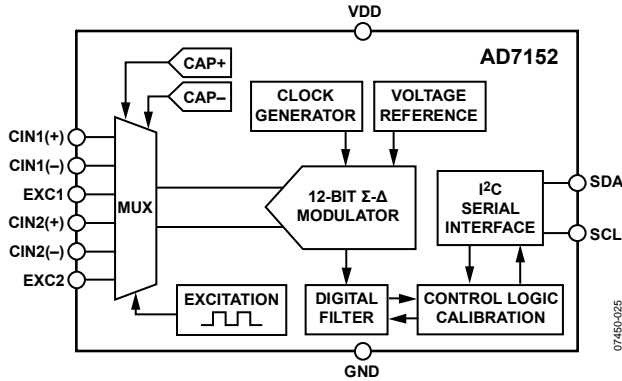 VDD
AD7152
CAP+
CAP–
CLOCK
GENERATOR
VOLTAGE
REFERENCE
CIN1(+)
CIN1(–)
EXC1
CIN2(+)
CIN2(–)
EXC2
MUX
12-BIT Σ-Δ
MODULATOR
I²C
SERIAL
INTERFACE
SDA
SCL
EXCITATION
DIGITAL
FILTER
CONTROL LOGIC
CALIBRATION
GND
07450-025